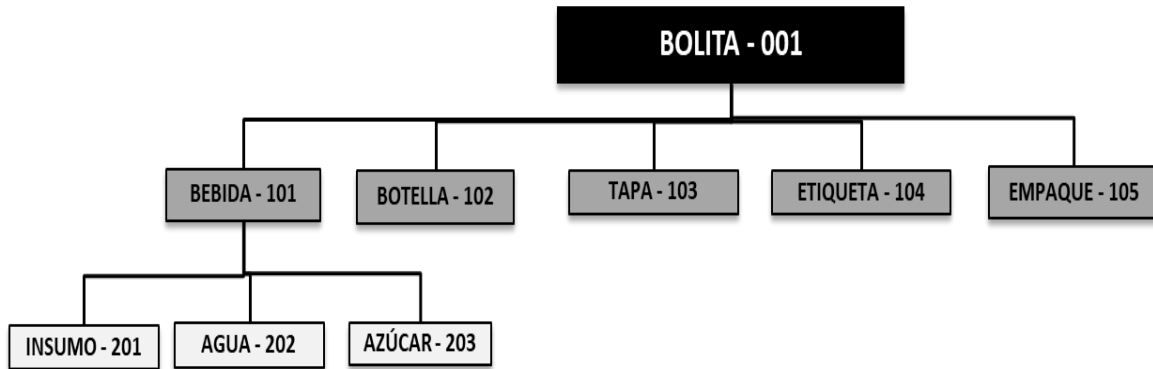 BOLITA - 001
BEBIDA - 101
BOTELLA - 102
TAPA - 103
ETIQUETA - 104
EMPAQUE - 105
INSUMO - 201
AGUA - 202
AZÚCAR - 203